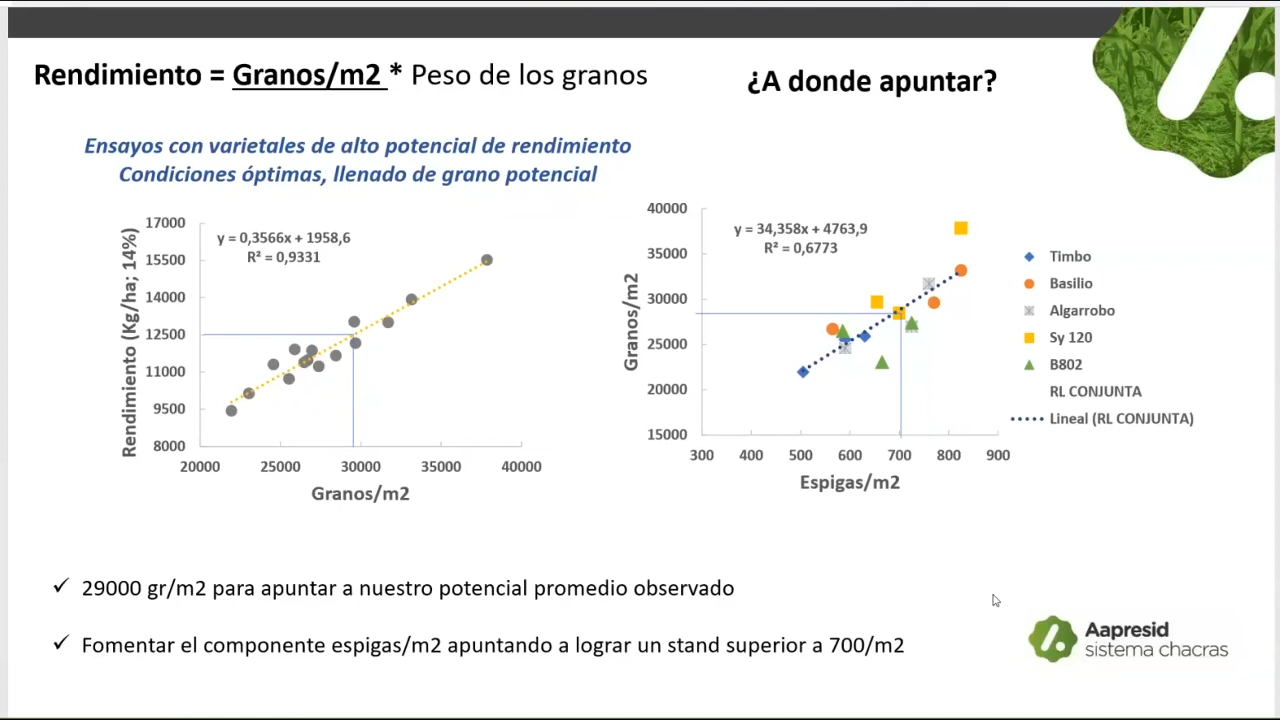 Rendimiento = Granos/m2 * Peso de los granos
¿A donde apuntar?
Ensayos con varietales de alto potencial de rendimiento
Condiciones óptimas, llenado de grano potencial
17000
15500
14000
12500
11000
9500
8000
Rendimiento (Kg/ha; 14%)
y = 0,3566x + 1958,6
R² = 0,9331
20000 25000 30000 35000 40000
Granos/m2
40000
35000
30000
25000
20000
15000
Granos/m2
y = 34,358x + 4763,9
R² = 0,6773
300 400 500 600 700 800 900
Espigas/m2
Timbo
Basilio
Algarrobo
Sy 120
B802
RL CONJUNTA
Lineal (RL CONJUNTA)
✓ 29000 gr/m2 para apuntar a nuestro potencial promedio observado
✓ Fomentar el componente espigas/m2 apuntando a lograr un stand superior a 700/m2
Aapresid
sistema chacras